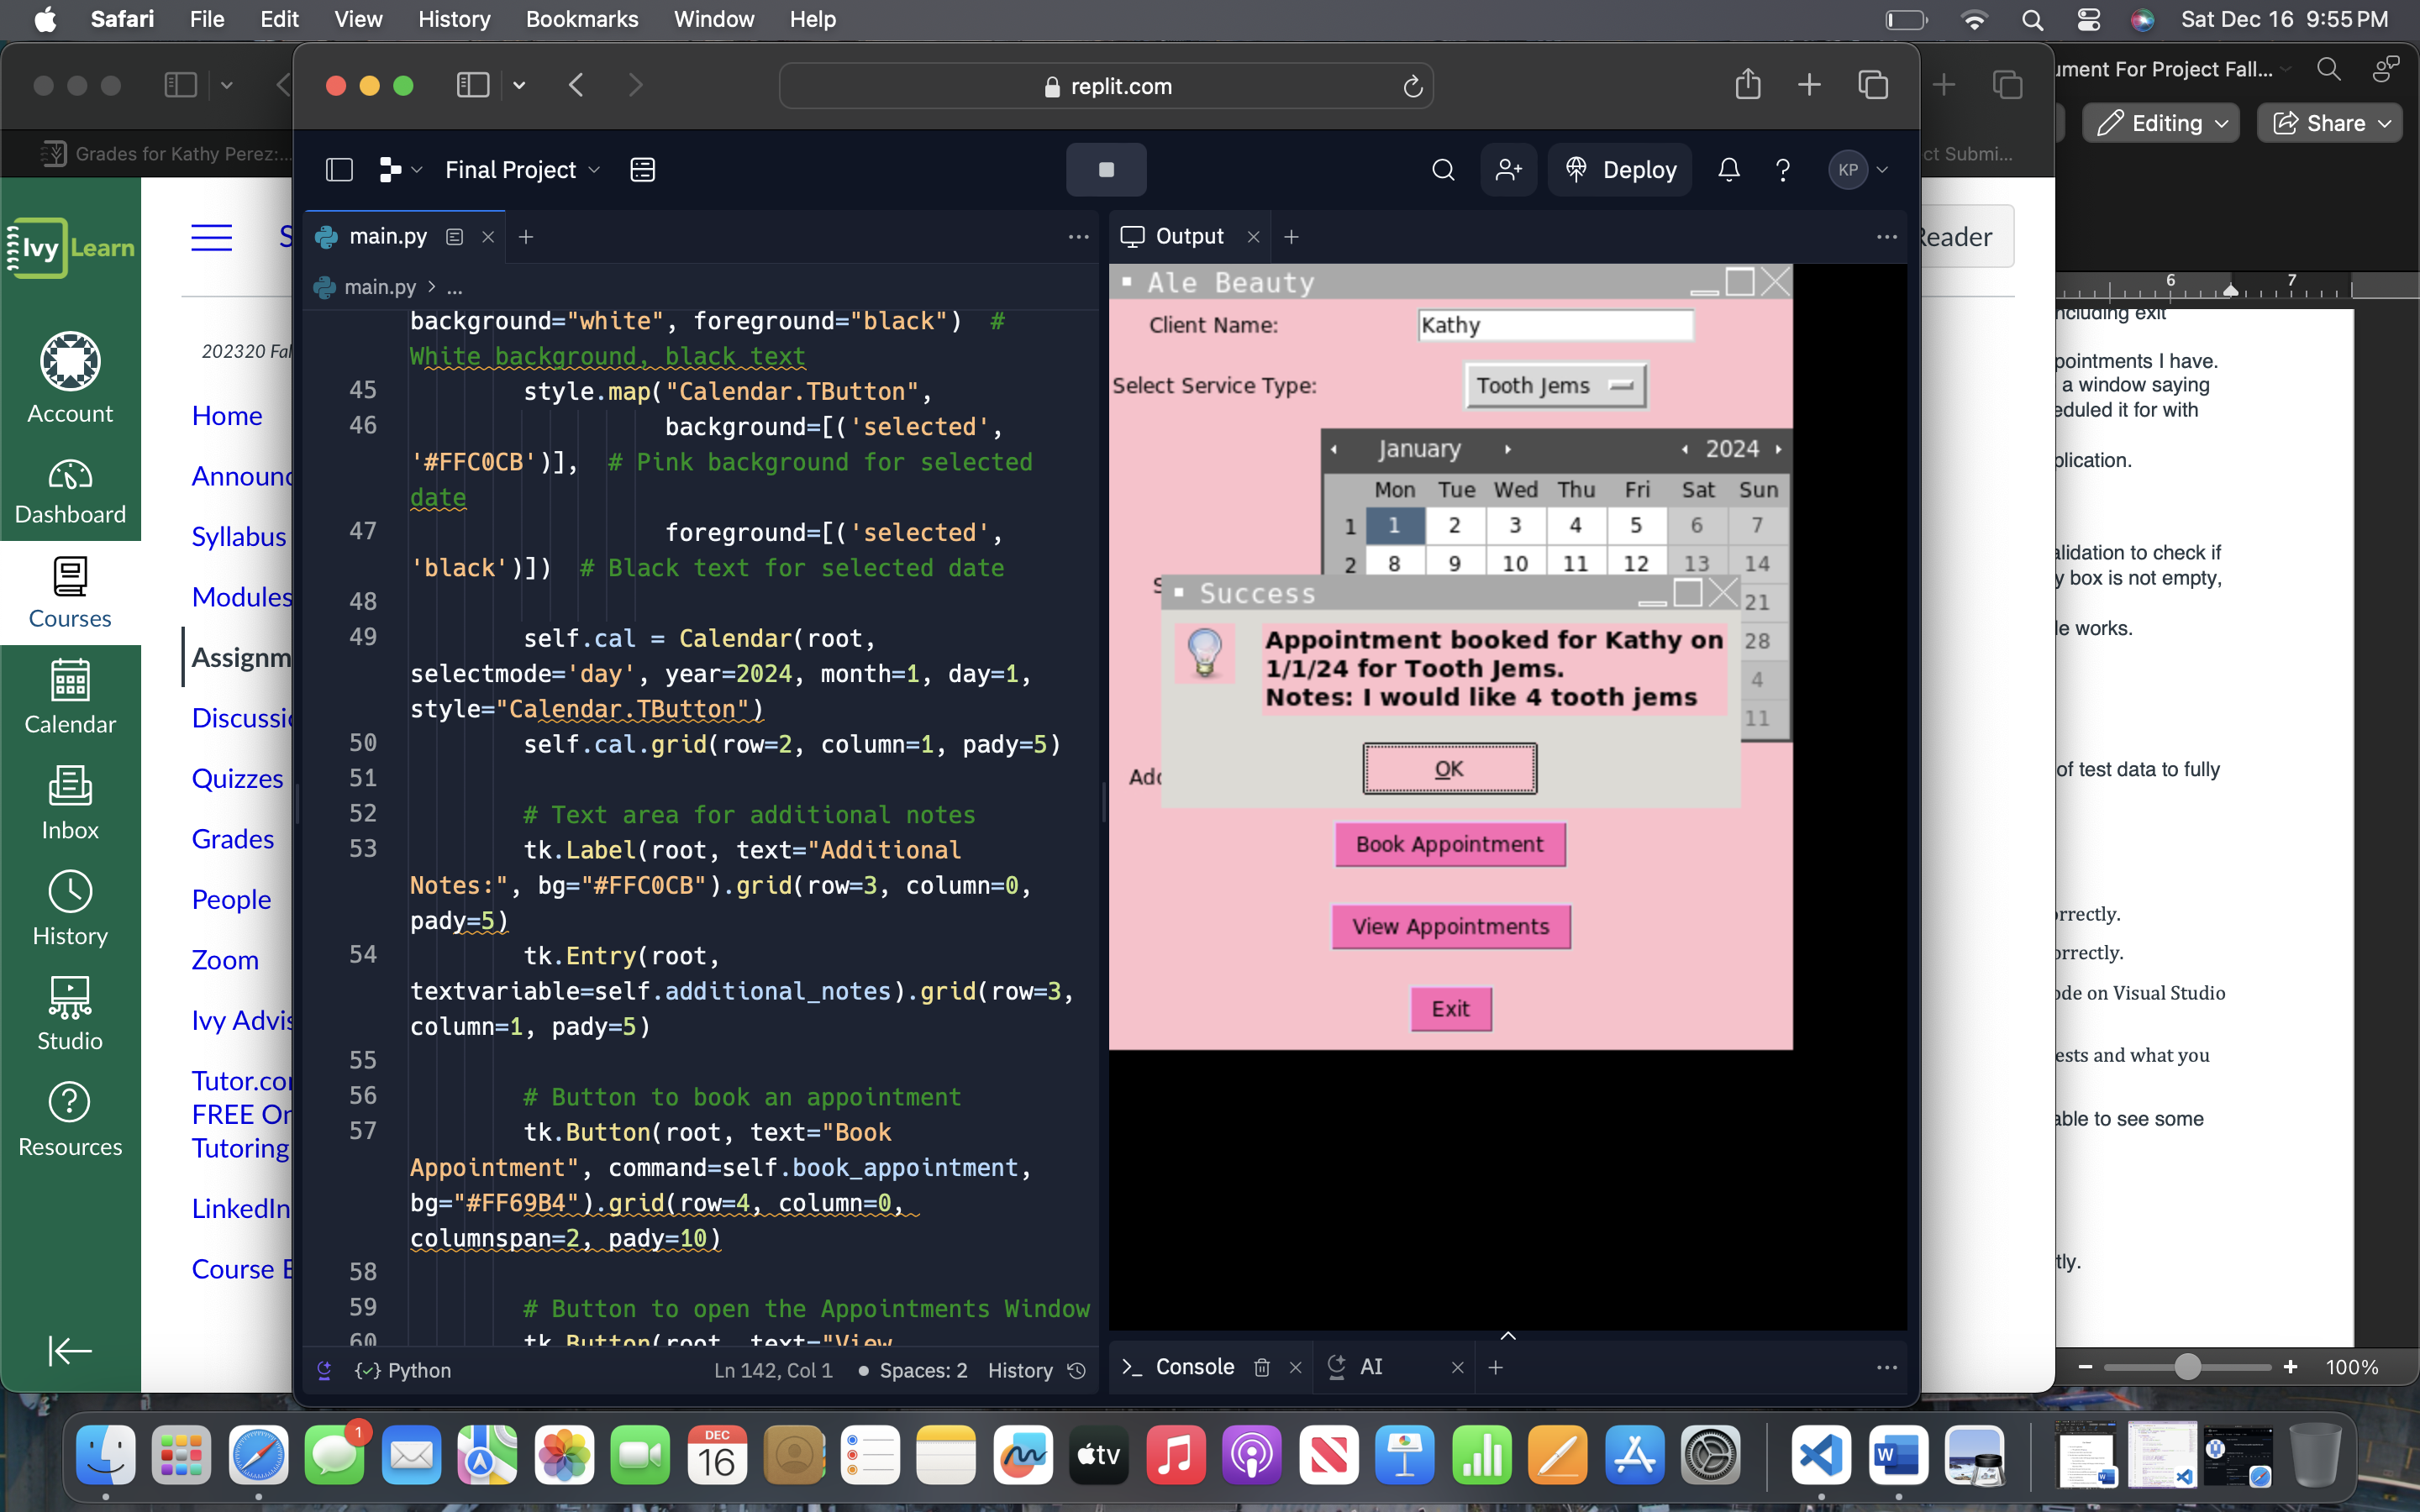 Safari File Edit View History Bookmarks Window Help Sat Dec 16 9:55 PM
replit.com
ument For Project Fall...
Editing Share
Grades for Kathy Perez:...
ct Submi...
Final Project Deploy KP
Ivy Learn
Account
Dashboard
Courses
Calendar
Inbox
History
Studio
Resources
202320 Fal
Home
Announc
Syllabus
Modules
Assignm
Discussio
Quizzes
Grades
People
Zoom
Ivy Advis
Tutor.co
FREE On
Tutoring
LinkedIn
Course E
main.py
main.py > ...
background="white", foreground="black") #
White background, black text
45 style.map("Calendar.TButton",
46 background=[('selected',
'#FFC0CB')], # Pink background for selected
date
47 foreground=[('selected',
'black')]) # Black text for selected date
48
49 self.cal = Calendar(root,
selectmode='day', year=2024, month=1, day=1,
style="Calendar.TButton")
50 self.cal.grid(row=2, column=1, pady=5)
51
52 # Text area for additional notes
53 tk.Label(root, text="Additional
Notes:", bg="#FFC0CB").grid(row=3, column=0,
pady=5)
54 tk.Entry(root,
textvariable=self.additional_notes).grid(row=3,
column=1, pady=5)
55
56 # Button to book an appointment
57 tk.Button(root, text="Book
Appointment", command=self.book_appointment,
bg="#FF69B4").grid(row=4, column=0,
columnspan=2, pady=10)
58
59 # Button to open the Appointments Window
60 tk.Button(root, text="View
{✓} Python Ln 142, Col 1 Spaces: 2 History
Output
Ale Beauty
Client Name: Kathy
Select Service Type: Tooth Jems
January 2024
Mon Tue Wed Thu Fri Sat Sun
1 1 2 3 4 5 6 7
2 8 9 10 11 12 13 14
21
28
4
11
S
Success
Appointment booked for Kathy on
1/1/24 for Tooth Jems.
Notes: I would like 4 tooth jems
OK
Add
Book Appointment
View Appointments
Exit
Console AI
Reader
6 7
ncluding exit
pointments I have.
a window saying
eduled it for with
plication.
alidation to check if
y box is not empty,
le works.
of test data to fully
orrectly.
orrectly.
ode on Visual Studio
ests and what you
able to see some
tly.
100%
1
DEC
16
tv
W